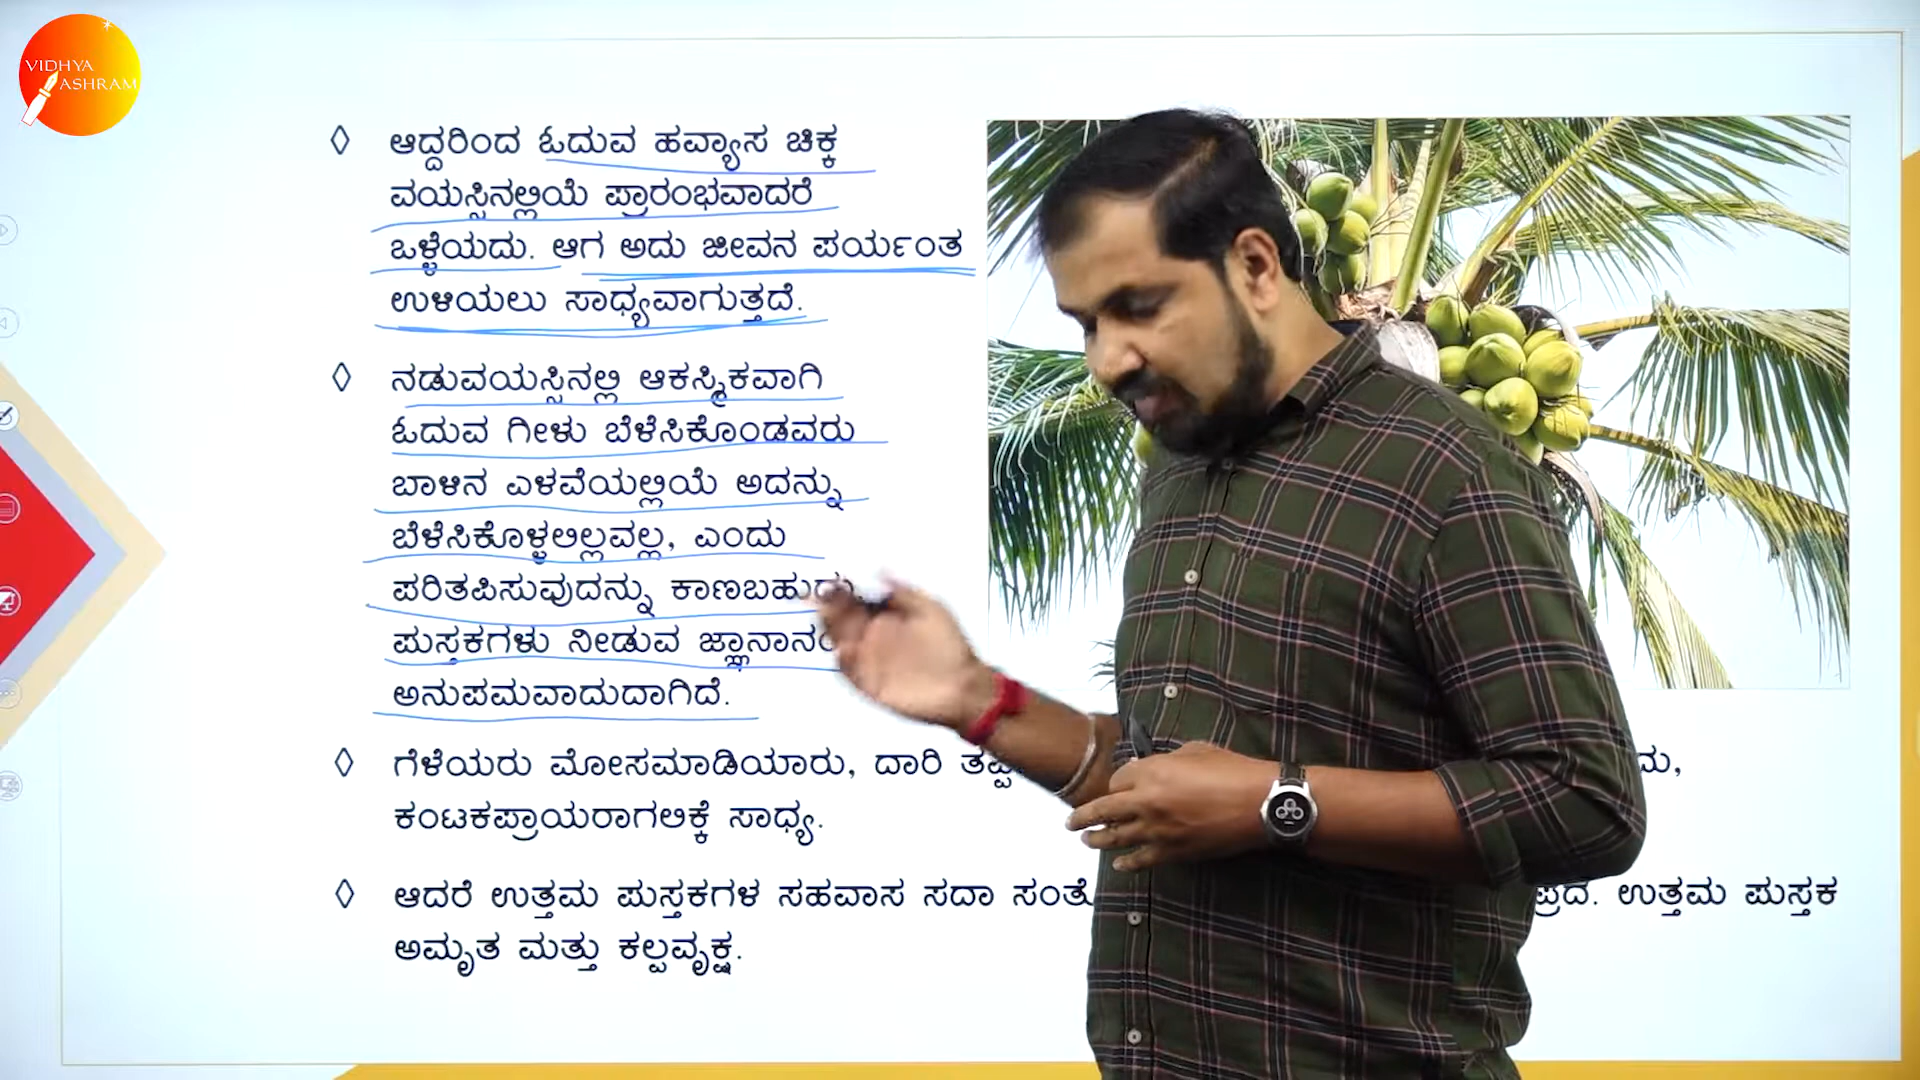 VIDHYA
ASHRAM
ಆದ್ದರಿಂದ ಓದುವ ಹವ್ಯಾಸ ಚಿಕ್ಕ
ವಯಸ್ಸಿನಲ್ಲಿಯೆ ಪ್ರಾರಂಭವಾದರೆ
ಒಳ್ಳೆಯದು. ಆಗ ಅದು ಜೀವನ ಪರ್ಯಂತ
ಉಳಿಯಲು ಸಾಧ್ಯವಾಗುತ್ತದೆ.
ನಡುವಯಸ್ಸಿನಲ್ಲಿ ಆಕಸ್ಮಿಕವಾಗಿ
ಓದುವ ಗೀಳು ಬೆಳೆಸಿಕೊಂಡವರು
ಬಾಳಿನ ಎಳವೆಯಲ್ಲಿಯೆ ಅದನ್ನು
ಬೆಳೆಸಿಕೊಳ್ಳಲಿಲ್ಲವಲ್ಲ, ಎಂದು
ಪರಿತಪಿಸುವುದನ್ನು ಕಾಣಬಹುದು.
ಪುಸ್ತಕಗಳು ನೀಡುವ
ಅನುಪಮವಾದುದಾಗಿದೆ.
ಗೆಳೆಯರು ಮೋಸಮಾಡಿಯಾರು, ದಾರಿ
ಕಂಟಕಪ್ರಾಯರಾಗಲಿಕ್ಕೆ ಸಾಧ್ಯ.
ಆದರೆ ಉತ್ತಮ ಪುಸ್ತಕಗಳ ಸಹವಾಸ ಸದಾ ಉತ್ತಮ ಪುಸ್ತಕ
ಅಮೃತ ಮತ್ತು ಕಲ್ಪವೃಕ್ಷ.